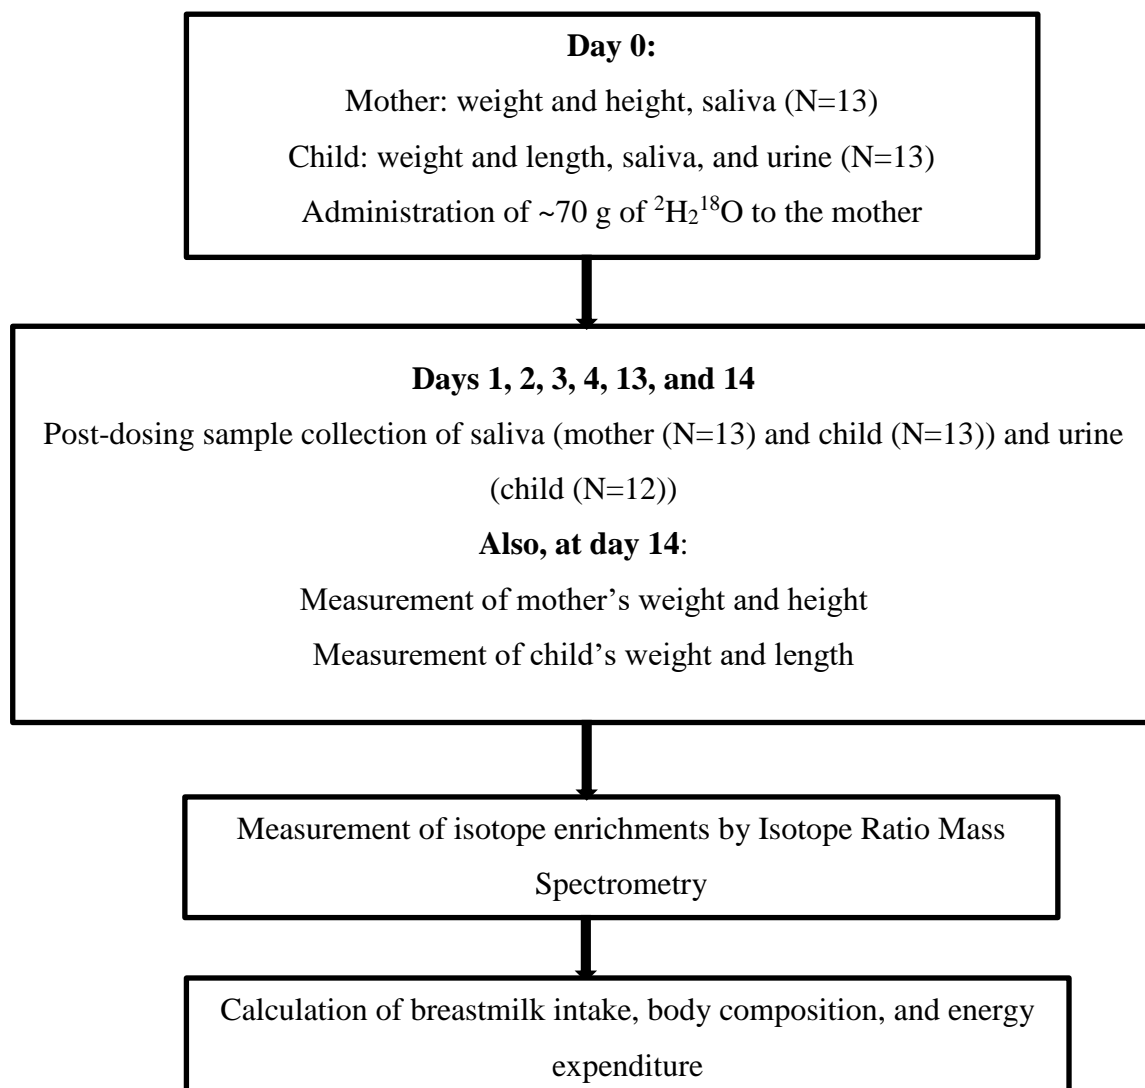 Day 0:
Mother: weight and height, saliva (N=13)
Child: weight and length, saliva, and urine (N=13)
Administration of ~70 g of ²H₂¹⁸O to the mother
Days 1, 2, 3, 4, 13, and 14
Post-dosing sample collection of saliva (mother (N=13) and child (N=13)) and urine
(child (N=12))
Also, at day 14:
Measurement of mother’s weight and height
Measurement of child’s weight and length
Measurement of isotope enrichments by Isotope Ratio Mass
Spectrometry
Calculation of breastmilk intake, body composition, and energy
expenditure